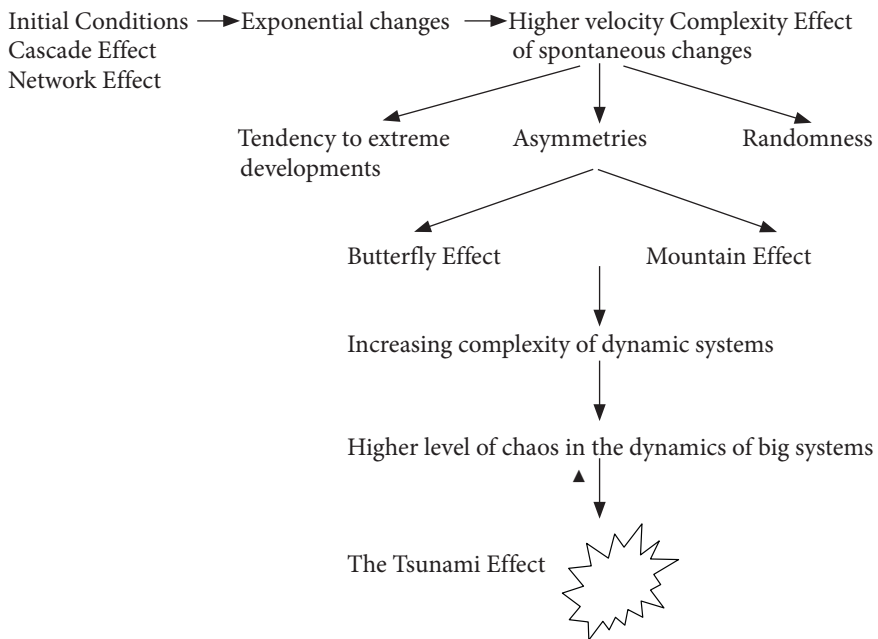 Initial Conditions
Cascade Effect
Network Effect
Exponential changes
Higher velocity Complexity Effect
of spontaneous changes
Tendency to extreme
developments
Asymmetries
Randomness
Butterfly Effect
Mountain Effect
Increasing complexity of dynamic systems
Higher level of chaos in the dynamics of big systems
The Tsunami Effect